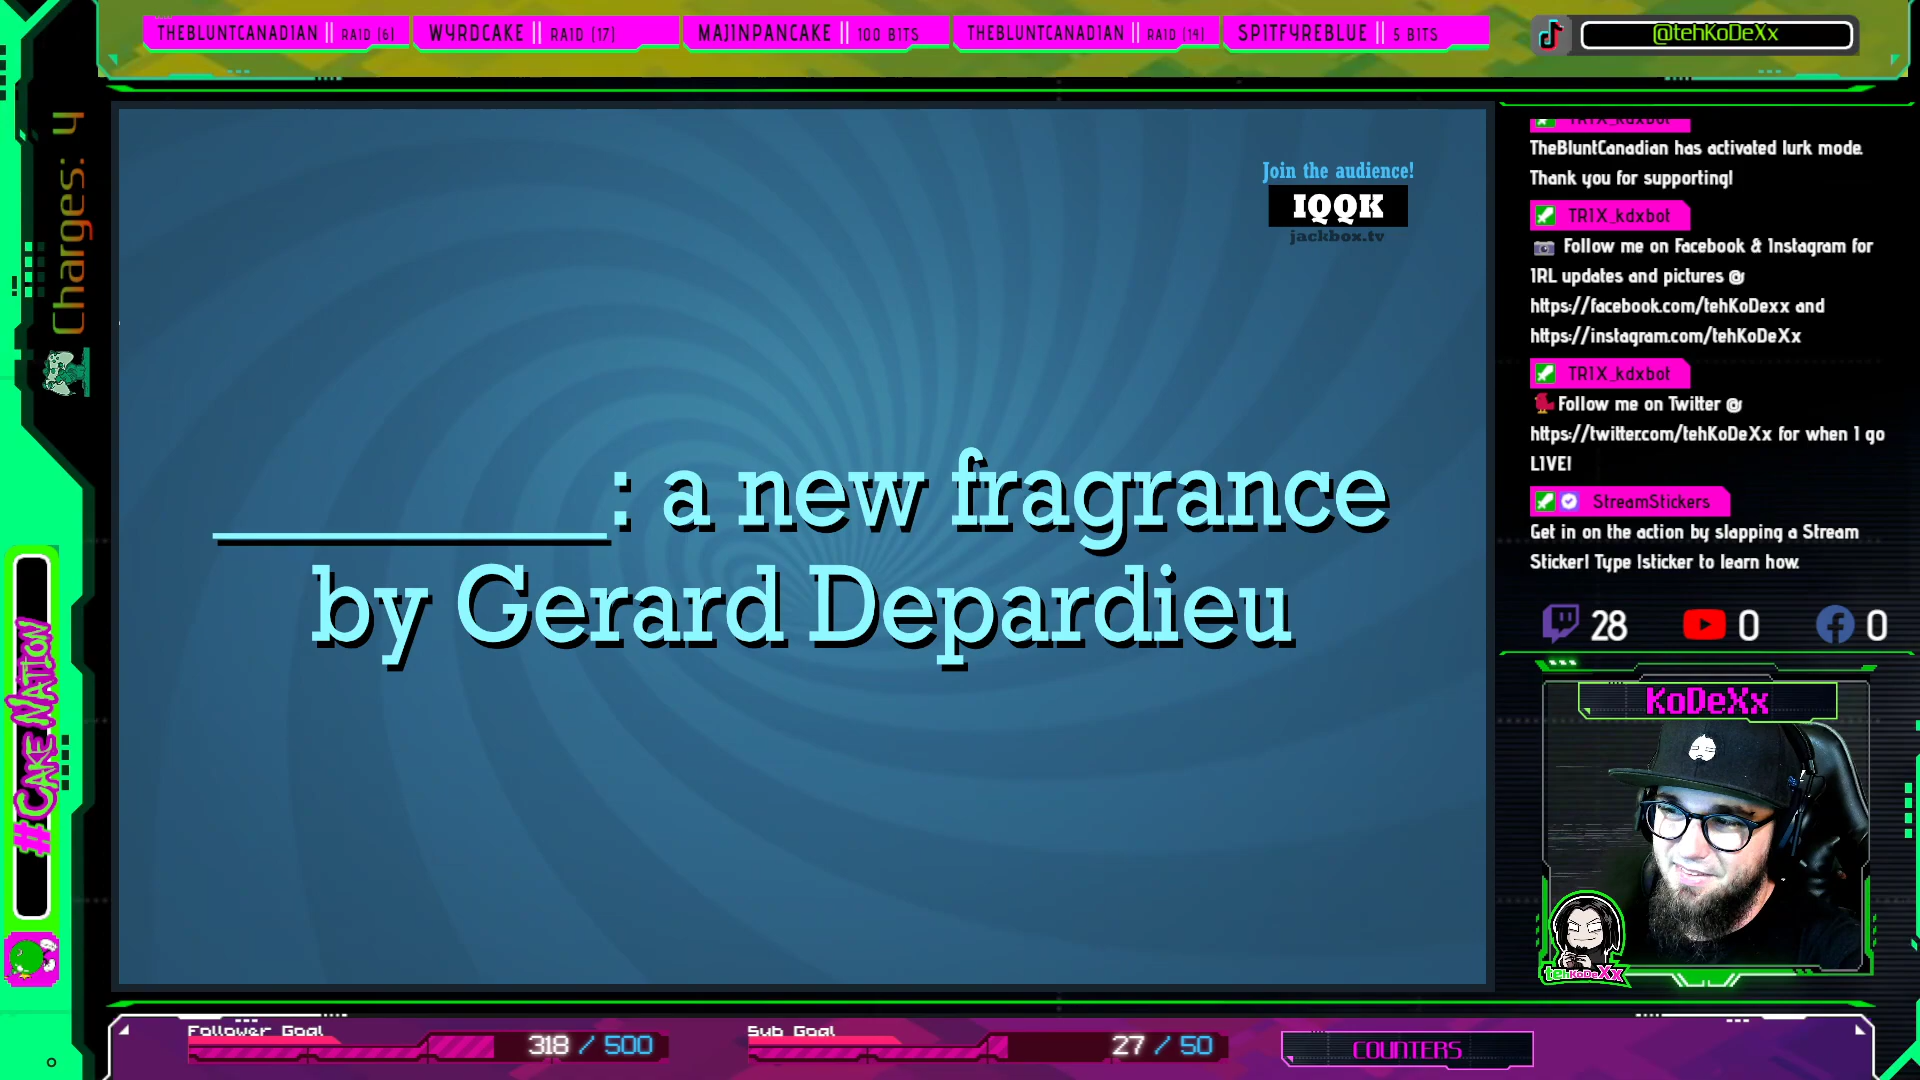 THEBLUNTCANADIAN || RAID (6)
WYRDCAKE || RAID (17)
MAJINPANCAKE || 100 BITS
THEBLUNTCANADIAN || RAID (14)
SPITFYREBLUE || 5 BITS
@tehKoDeXx
Charges: 4
Join the audience!
IQQK
jackbox.tv
: a new fragrance
by Gerard Depardieu
TR1X_kdxbot
TheBluntCanadian has activated lurk mode.
Thank you for supporting!
TR1X_kdxbot
Follow me on Facebook & Instagram for
IRL updates and pictures @
https://facebook.com/tehKoDexx and
https://instagram.com/tehKoDeXx
TR1X_kdxbot
Follow me on Twitter @
https://twitter.com/tehKoDeXx for when I go
LIVE!
StreamStickers
Get in on the action by slapping a Stream
Sticker! Type !sticker to learn how.
28
0
0
KoDeXx
tehKoDeXx
#CakeNation
Follower Goal
318 / 500
Sub Goal
27 / 50
COUNTERS